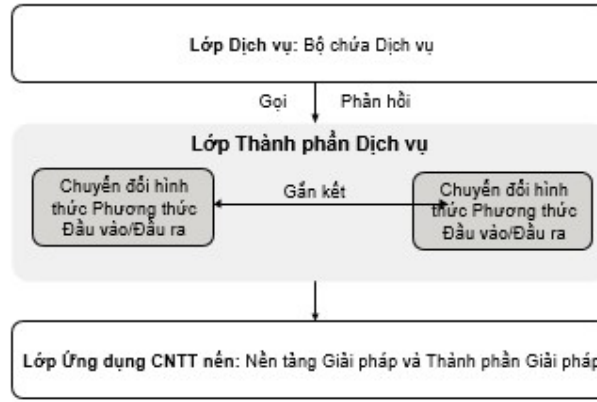 Lớp Dịch vụ: Bộ chứa Dịch vụ
Gọi Phản hồi
Lớp Thành phần Dịch vụ
Chuyển đổi hình
thức Phương thức
Đầu vào/Đầu ra
Gắn kết
Chuyển đổi hình
thức Phương thức
Đầu vào/Đầu ra
Lớp Ứng dụng CNTT nền: Nền tảng Giải pháp và Thành phần Giải pháp